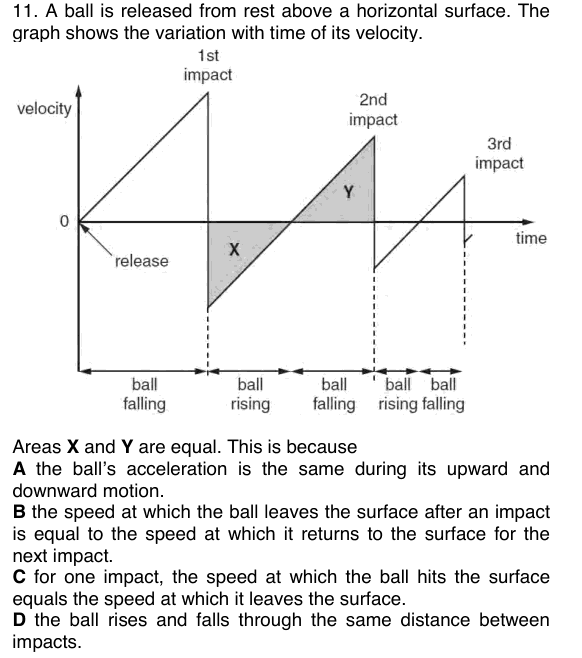 11. A ball is released from rest above a horizontal surface. The
graph shows the variation with time of its velocity.
1st
impact
velocity
2nd
impact
3rd
impact
Y
0
X
time
release
ball
falling
ball
rising
ball
falling
ball
rising
ball
falling
Areas X and Y are equal. This is because
A the ball's acceleration is the same during its upward and
downward motion.
B the speed at which the ball leaves the surface after an impact
is equal to the speed at which it returns to the surface for the
next impact.
C for one impact, the speed at which the ball hits the surface
equals the speed at which it leaves the surface.
D the ball rises and falls through the same distance between
impacts.